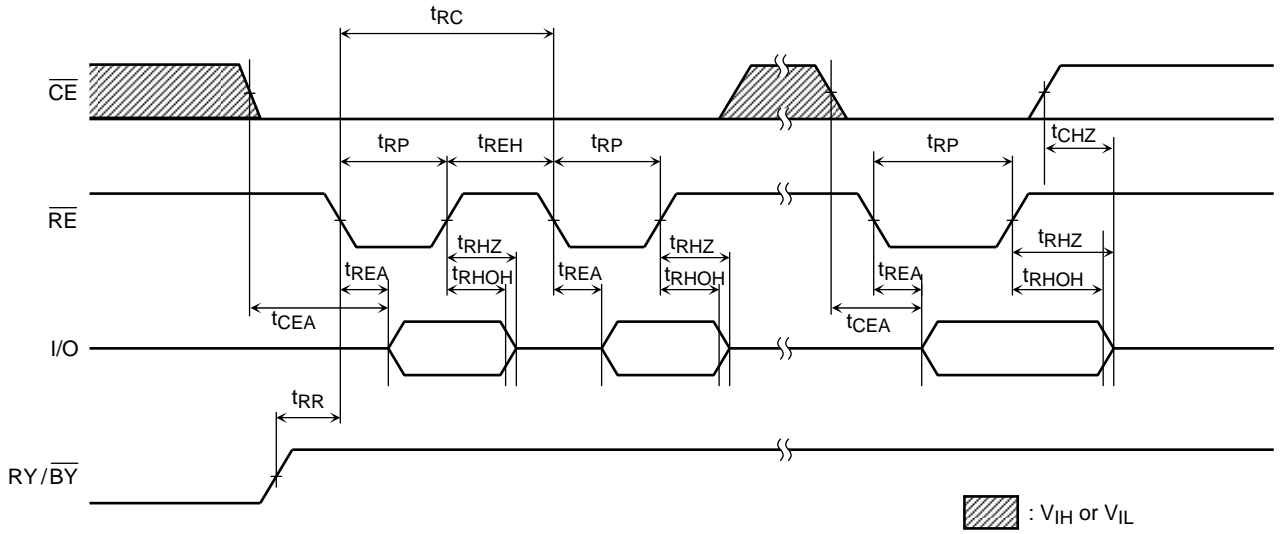 tRC
CE
tCHZ
tRP tREH tRP tRP
RE
tRHZ tRHZ tRHZ
tREA tRHOH tREA tRHOH tREA tRHOH
tCEA tCEA
I/O
tRR
RY/BY
: VIH or VIL